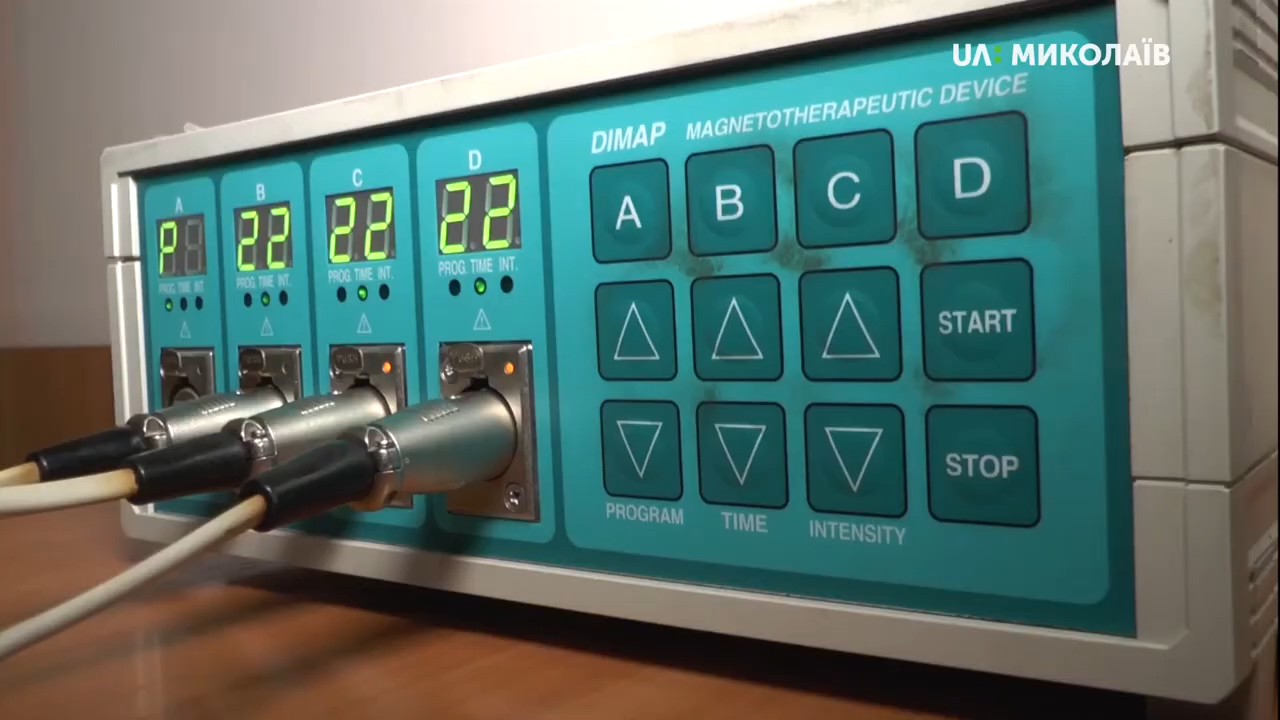 UA: МИКОЛАЇВ
DIMAP MAGNETOTHERAPEUTIC DEVICE
A B C D
P 22 22 22
PROG. TIME INT.
PROG. TIME INT.
PROG. TIME INT.
PROG. TIME INT.
PUSH
A B C D
START
STOP
PROGRAM TIME INTENSITY